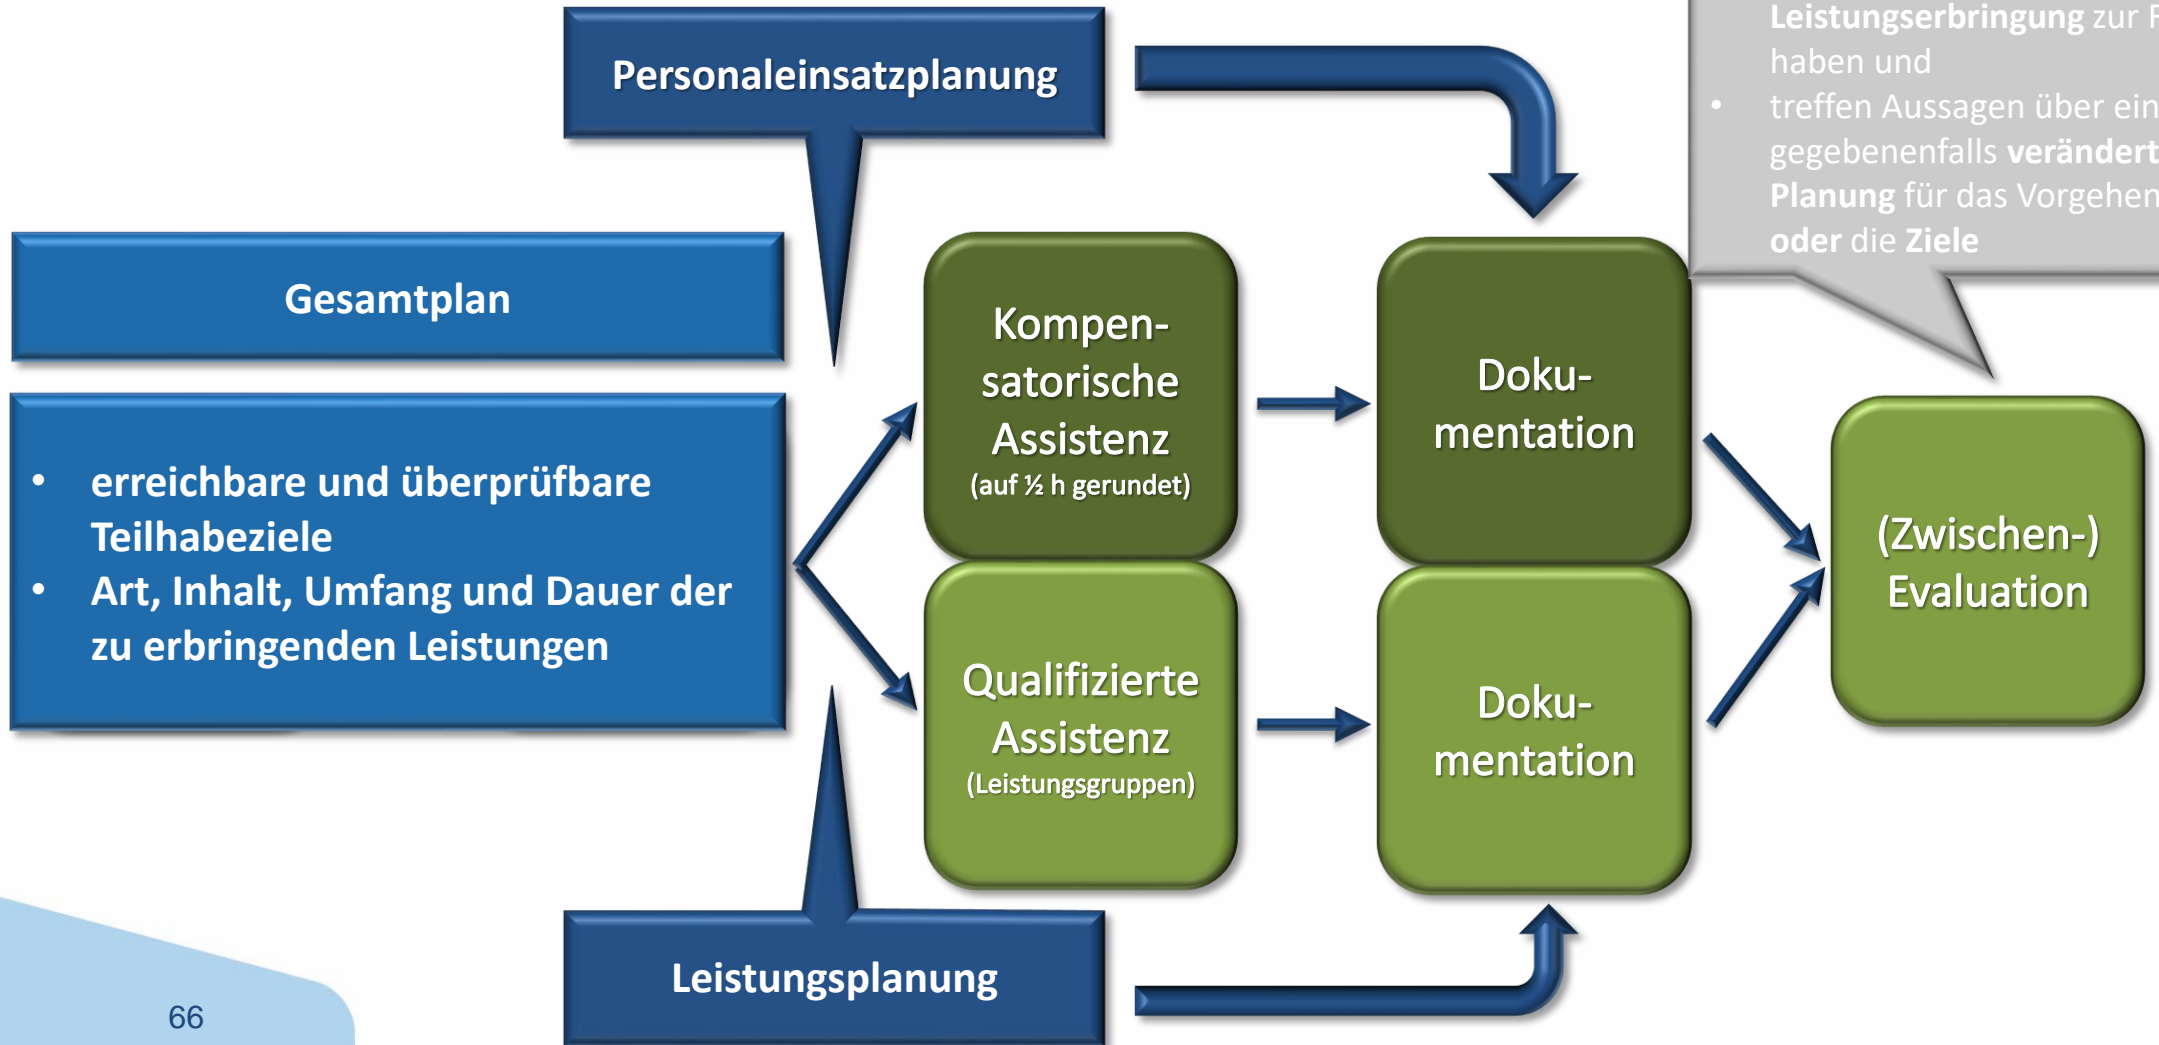 Personaleinsatzplanung
Leistungserbringung zur
haben und
• treffen Aussagen über
gegebenenfalls
Planung für das Vorgehen
oder die Ziele
Gesamtplan
• erreichbare und überprüfbare
Teilhabeziele
• Art, Inhalt, Umfang und Dauer der
zu erbringenden Leistungen
Kompen-
satorische
Assistenz
(auf ½ h gerundet)
Doku-
mentation
Qualifizierte
Assistenz
(Leistungsgruppen)
Doku-
mentation
(Zwischen-)
Evaluation
Leistungsplanung
66